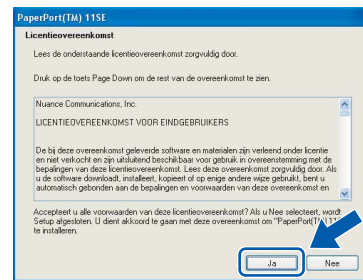 PaperPort(TM) 11SE
Licentieovereenkomst
Lees de onderstaande licentieovereenkomst zorgvuldig door.
Druk op de toets Page Down om de rest van de overeenkomst te zien.
Nuance Communications, Inc.
LICENTIEOVEREENKOMST VOOR EINDGEBRUIKERS
De bij deze overeenkomst geleverde software en materialen zijn verleend onder licentie
en niet verkocht en zijn uitsluitend beschikbaar voor gebruik in overeenstemming met de
bepalingen van deze licentieovereenkomst. Lees deze overeenkomst zorgvuldig door. Als
u de software downloadt, installeert, kopieert of op enige andere wijze gebruikt, bent u
automatisch gebonden aan de bepalingen en voorwaarden van deze overeenkomst en
Accepteert u alle voorwaarden van deze licentieovereenkomst? Als u Nee selecteert, wordt
Setup afgesloten. U dient akkoord te gaan met deze overeenkomst om "PaperPort(TM) 11
te installeren.
Ja
Nee